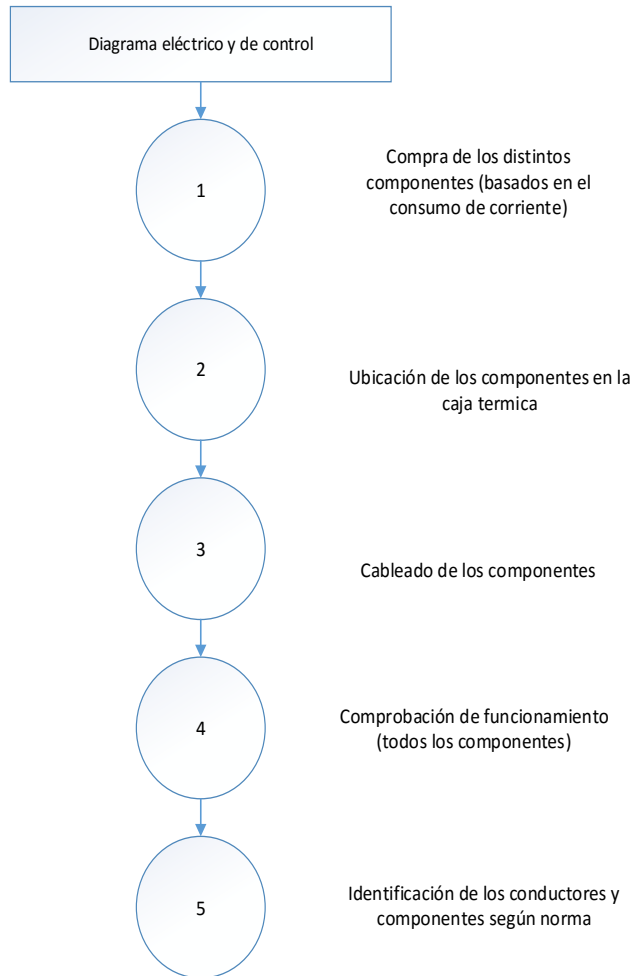 Diagrama eléctrico y de control
1
Compra de los distintos
componentes (basados en el
consumo de corriente)
2
Ubicación de los componentes en la
caja termica
3
Cableado de los componentes
4
Comprobación de funcionamiento
(todos los componentes)
5
Identificación de los conductores y
componentes según norma